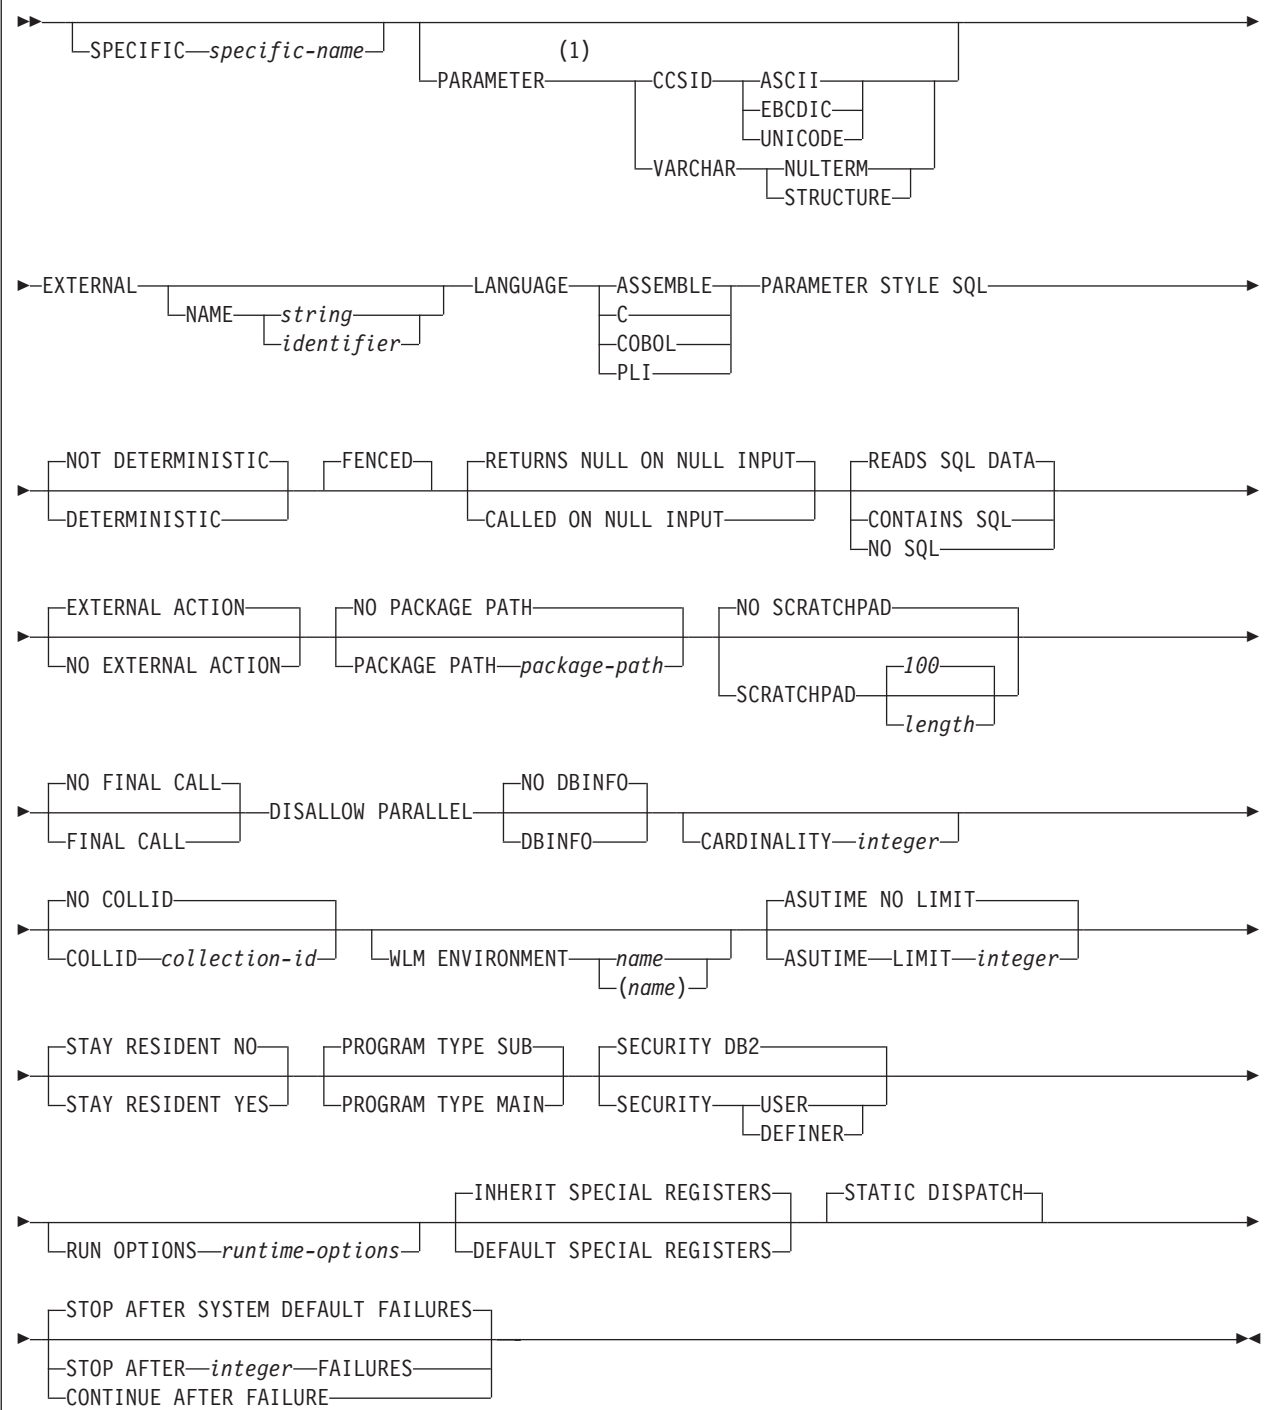 SPECIFIC specific-name
(1)
PARAMETER CCSID ASCII
EBCDIC
UNICODE
VARCHAR NULTERM
STRUCTURE
EXTERNAL LANGUAGE ASSEMBLE PARAMETER STYLE SQL
NAME string C
identifier COBOL
PLI
NOT DETERMINISTIC FENCED RETURNS NULL ON NULL INPUT READS SQL DATA
DETERMINISTIC CALLED ON NULL INPUT CONTAINS SQL
NO SQL
EXTERNAL ACTION NO PACKAGE PATH NO SCRATCHPAD
NO EXTERNAL ACTION PACKAGE PATH package-path 100
SCRATCHPAD
length
NO FINAL CALL DISALLOW PARALLEL NO DBINFO
FINAL CALL DBINFO CARDINALITY integer
NO COLLID ASUTIME NO LIMIT
COLLID collection-id WLM ENVIRONMENT name ASUTIME LIMIT integer
(name)
STAY RESIDENT NO PROGRAM TYPE SUB SECURITY DB2
STAY RESIDENT YES PROGRAM TYPE MAIN SECURITY USER
DEFINER
INHERIT SPECIAL REGISTERS STATIC DISPATCH
RUN OPTIONS runtime-options DEFAULT SPECIAL REGISTERS
STOP AFTER SYSTEM DEFAULT FAILURES
STOP AFTER integer FAILURES
CONTINUE AFTER FAILURE